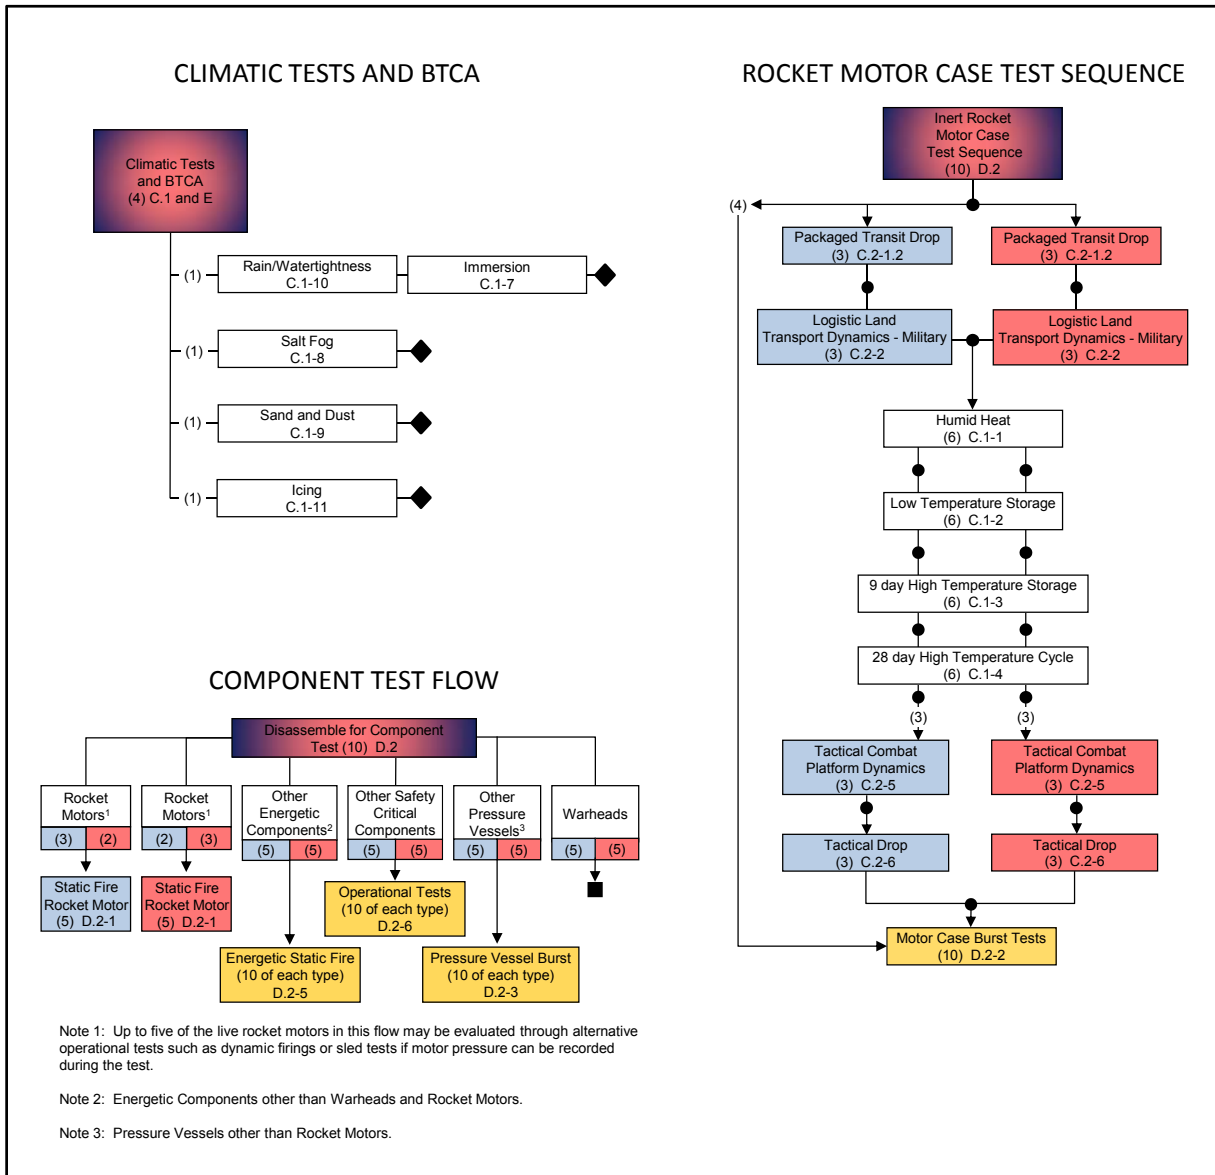 CLIMATIC TESTS AND BTCA
Climatic Tests
and BTCA
(4) C.1 and E
(1)
Rain/Watertightness
C.1-10
Immersion
C.1-7
(1)
Salt Fog
C.1-8
(1)
Sand and Dust
C.1-9
(1)
Icing
C.1-11
COMPONENT TEST FLOW
Disassemble for Component
Test (10) D.2
Rocket
Motors1
(3) (2)
Rocket
Motors1
(2) (3)
Other
Energetic
Components2
(5) (5)
Other Safety
Critical
Components
(5) (5)
Other
Pressure
Vessels3
(5) (5)
Warheads
(5) (5)
Static Fire
Rocket Motor
(5) D.2-1
Static Fire
Rocket Motor
(5) D.2-1
Operational Tests
(10 of each type)
D.2-6
Energetic Static Fire
(10 of each type)
D.2-5
Pressure Vessel Burst
(10 of each type)
D.2-3
Note 1: Up to five of the live rocket motors in this flow may be evaluated through alternative
operational tests such as dynamic firings or sled tests if motor pressure can be recorded
during the test.
Note 2: Energetic Components other than Warheads and Rocket Motors.
Note 3: Pressure Vessels other than Rocket Motors.
ROCKET MOTOR CASE TEST SEQUENCE
Inert Rocket
Motor Case
Test Sequence
(10) D.2
(4)
Packaged Transit Drop
(3) C.2-1.2
Packaged Transit Drop
(3) C.2-1.2
Logistic Land
Transport Dynamics - Military
(3) C.2-2
Logistic Land
Transport Dynamics - Military
(3) C.2-2
Humid Heat
(6) C.1-1
Low Temperature Storage
(6) C.1-2
9 day High Temperature Storage
(6) C.1-3
28 day High Temperature Cycle
(6) C.1-4
(3)
(3)
Tactical Combat
Platform Dynamics
(3) C.2-5
Tactical Combat
Platform Dynamics
(3) C.2-5
Tactical Drop
(3) C.2-6
Tactical Drop
(3) C.2-6
Motor Case Burst Tests
(10) D.2-2